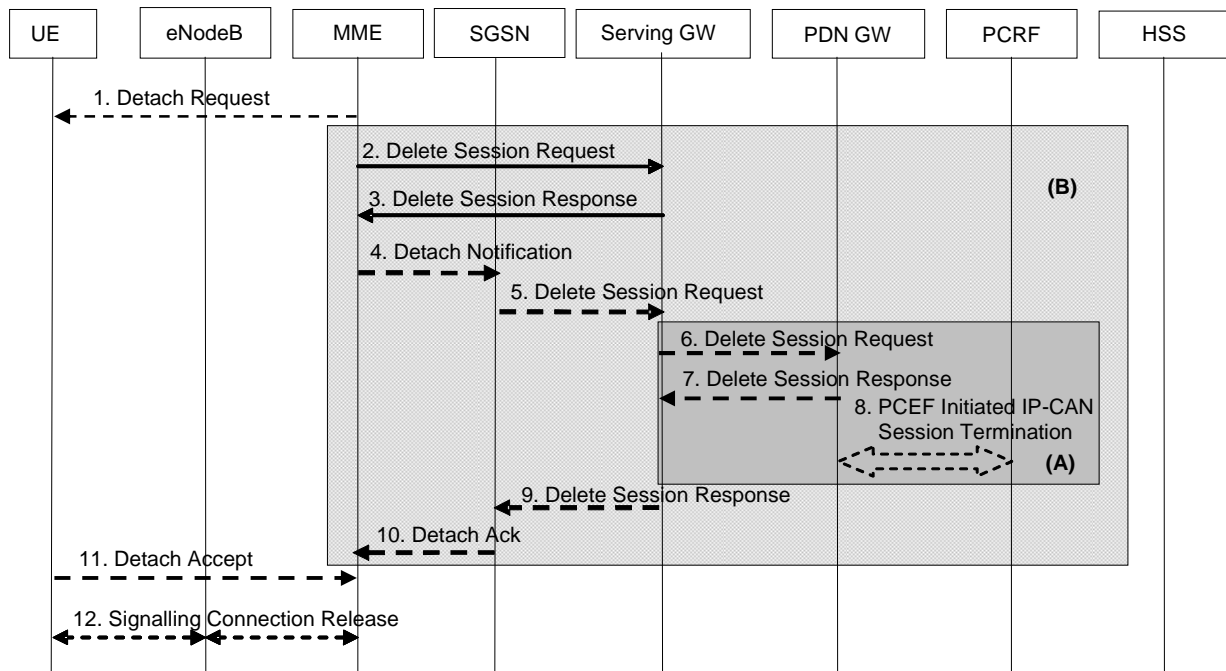 UE
eNodeB
MME
SGSN
Serving GW
PDN GW
PCRF
HSS
1. Detach Request
2. Delete Session Request
(B)
3. Delete Session Response
4. Detach Notification
5. Delete Session Request
6. Delete Session Request
7. Delete Session Response
8. PCEF Initiated IP-CAN
Session Termination
(A)
9. Delete Session Response
10. Detach Ack
11. Detach Accept
12. Signalling Connection Release